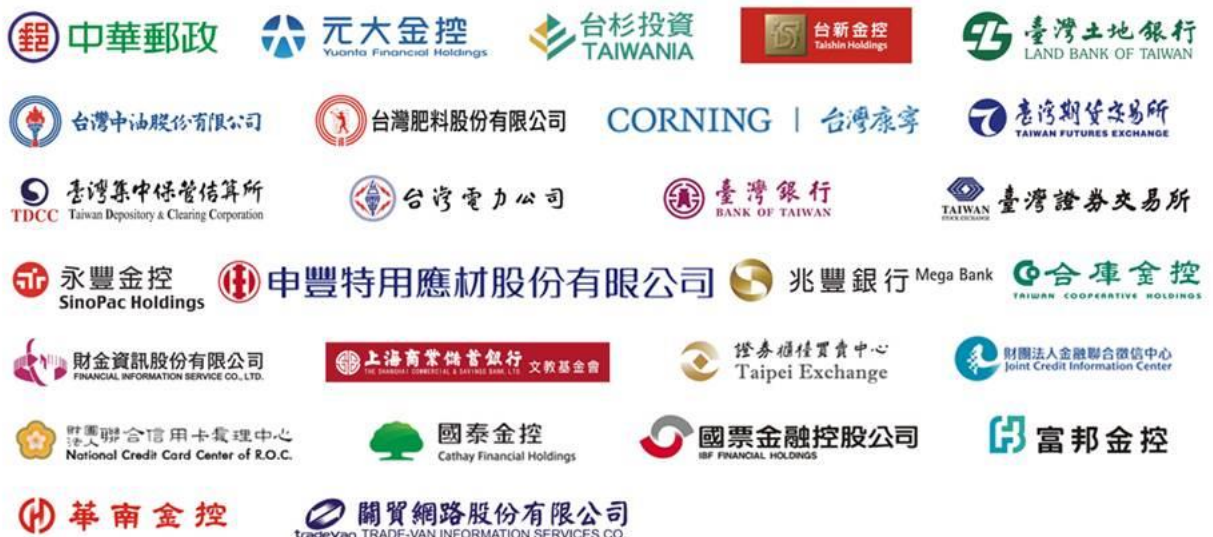 郵 中華郵政
元大金控
Yuanta Financial Holdings
台杉投資
TAIWANIA
台新金控
Taishin Holdings
臺灣土地銀行
LAND BANK OF TAIWAN
台灣中油股份有限公司
台灣肥料股份有限公司
CORNING | 台灣康寧
臺灣期貨交易所
TAIWAN FUTURES EXCHANGE
TDCC
臺灣集中保管結算所
Taiwan Depository & Clearing Corporation
台灣電力公司
臺灣銀行
BANK OF TAIWAN
TAIWAN
STOCK EXCHANGE
臺灣證券交易所
永豐金控
SinoPac Holdings
申豐特用應材股份有限公司
兆豐銀行 Mega Bank
合庫金控
TAIWAN COOPERATIVE HOLDINGS
財金資訊股份有限公司
FINANCIAL INFORMATION SERVICE CO., LTD.
上海商業儲蓄銀行 文教基金會
THE SHANGHAI COMMERCIAL & SAVINGS BANK, LTD.
證券櫃檯買賣中心
Taipei Exchange
財團法人金融聯合徵信中心
Joint Credit Information Center
財團法人聯合信用卡處理中心
National Credit Card Center of R.O.C.
國泰金控
Cathay Financial Holdings
國票金融控股公司
IBF FINANCIAL HOLDINGS
富邦金控
華南金控
關貿網路股份有限公司
tradevan TRADE-VAN INFORMATION SERVICES CO.